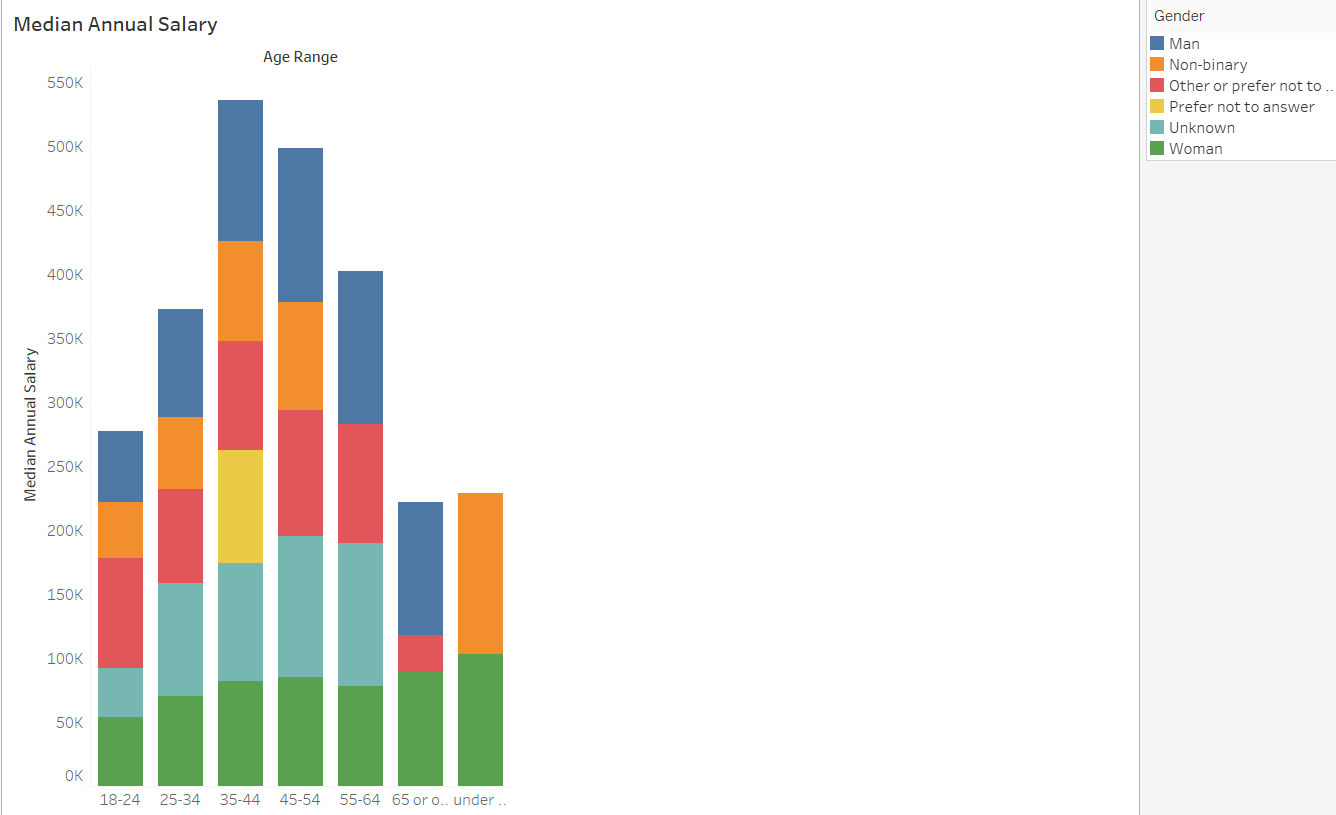 Median Annual Salary
Age Range
550K
500K
450K
400K
350K
300K
250K
200K
150K
100K
50K
0K
Median Annual Salary
18-24 25-34 35-44 45-54 55-64 65 or o.. under ..
Gender
Man
Non-binary
Other or prefer not to ..
Prefer not to answer
Unknown
Woman